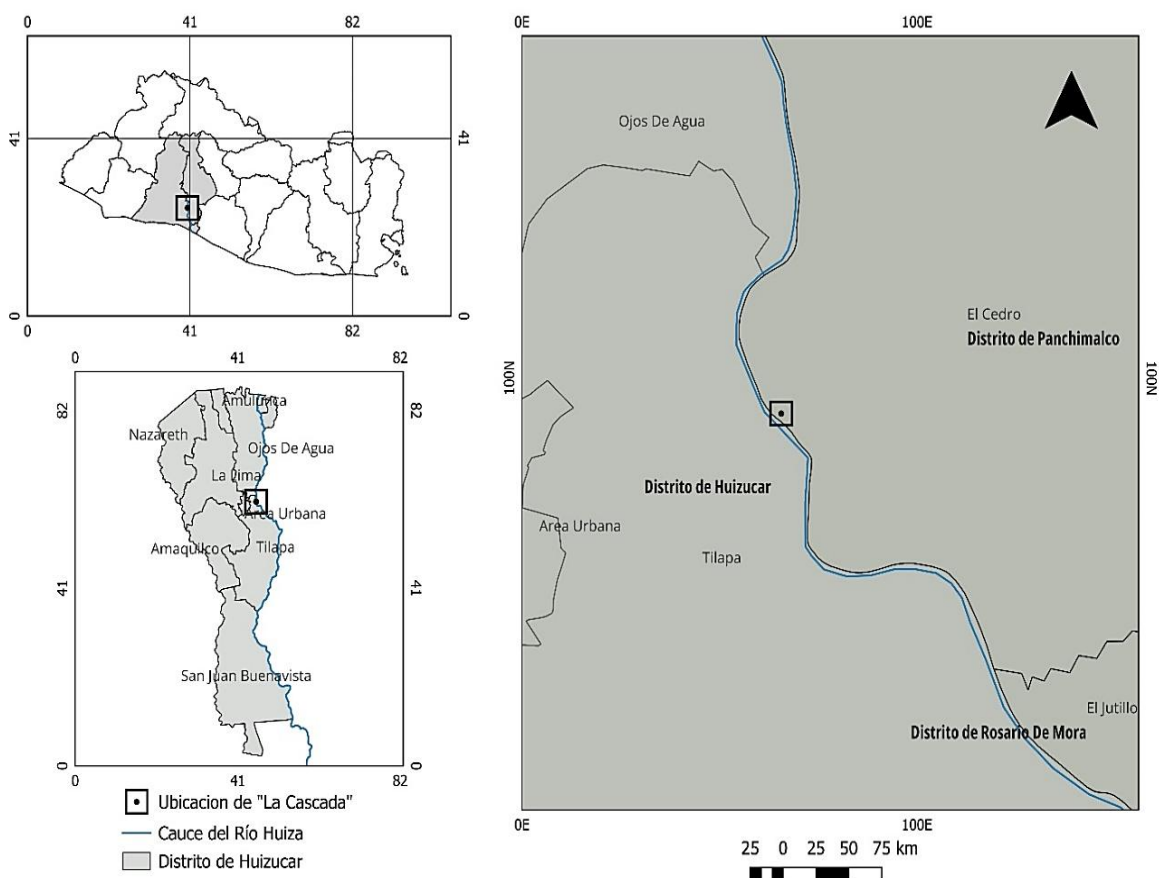 0 41 82
41 41
0 0
0 41 82
0 41 82
82 82
Amulunca
Nazareth
Ojos De Agua
La Lima
Area Urbana
Amaquilco
Tilapa
41 41
San Juan Buenavista
0 0
0 41 82
Ubicacion de "La Cascada"
Cauce del Río Huiza
Distrito de Huizucar
0E 100E
Ojos De Agua
El Cedro
Distrito de Panchimalco
100N 100N
Distrito de Huizucar
Area Urbana
Tilapa
El Jutillo
Distrito de Rosario De Mora
0E 100E
25 0 25 50 75 km